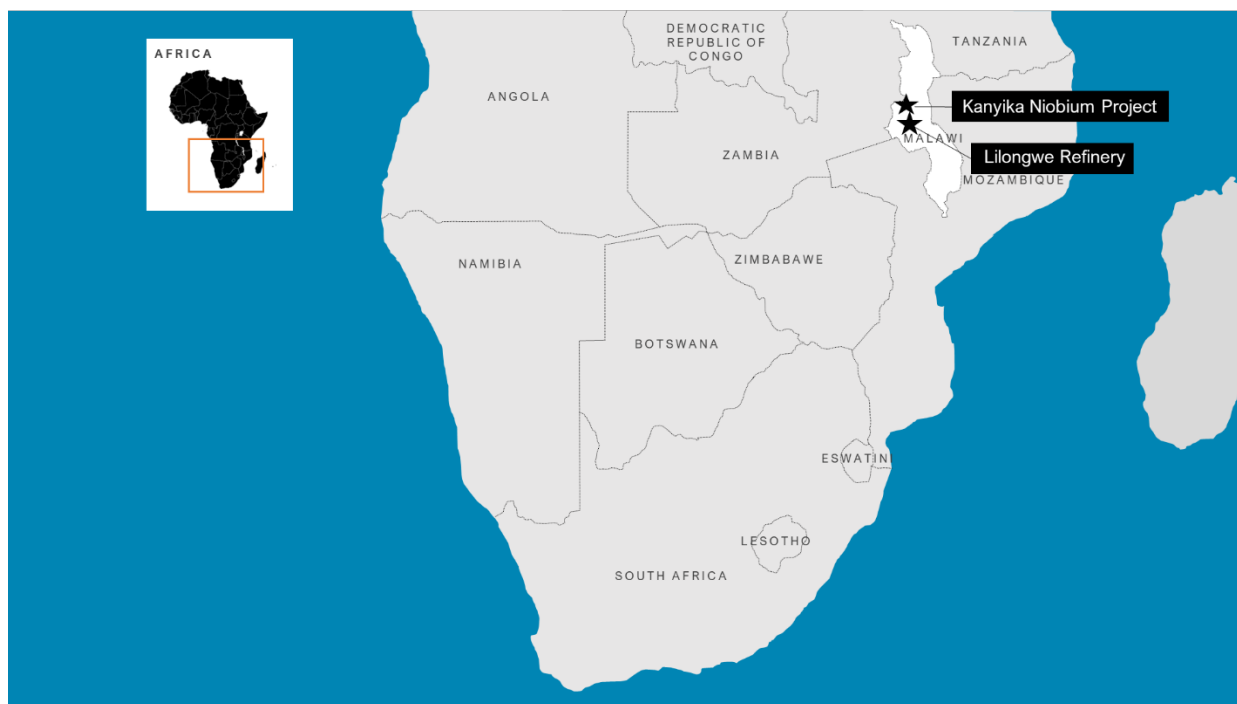 AFRICA
DEMOCRATIC
REPUBLIC OF
CONGO
TANZANIA
ANGOLA
Kanyika Niobium Project
MALAWI
ZAMBIA
Lilongwe Refinery
MOZAMBIQUE
NAMIBIA
ZIMBABAWE
BOTSWANA
ESWATINI
LESOTHO
SOUTH AFRICA